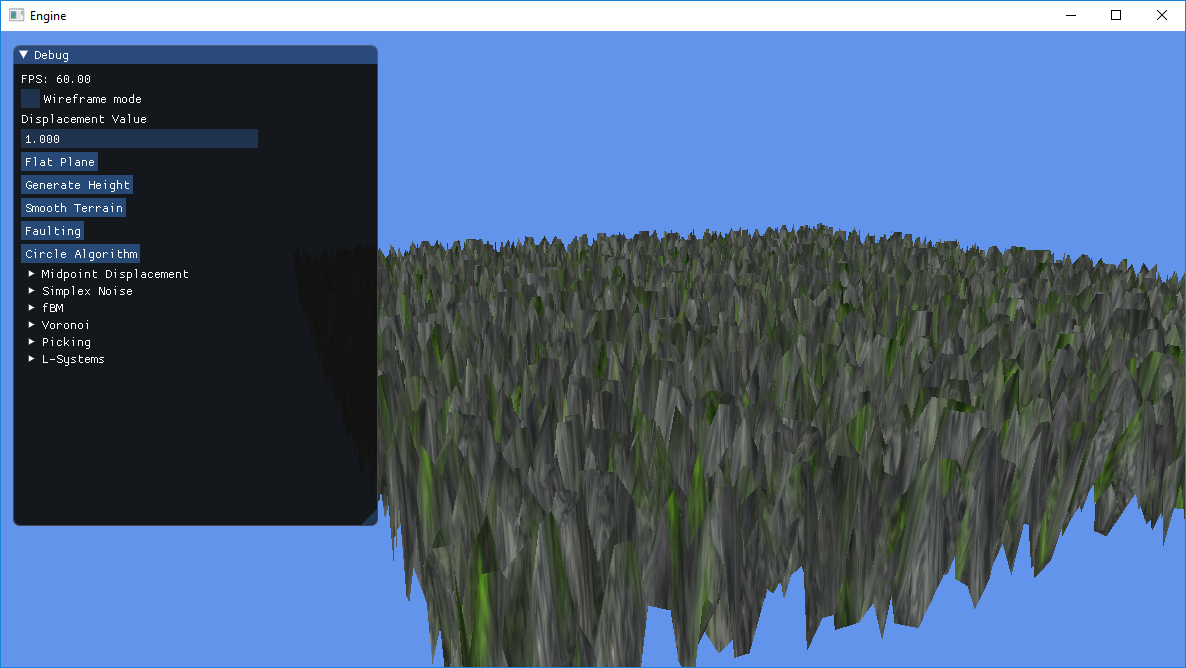 Engine
Debug
FPS: 60.00
Wireframe mode
Displacement Value
1.000
Flat Plane
Generate Height
Smooth Terrain
Faulting
Circle Algorithm
Midpoint Displacement
Simplex Noise
fBM
Voronoi
Picking
L-Systems